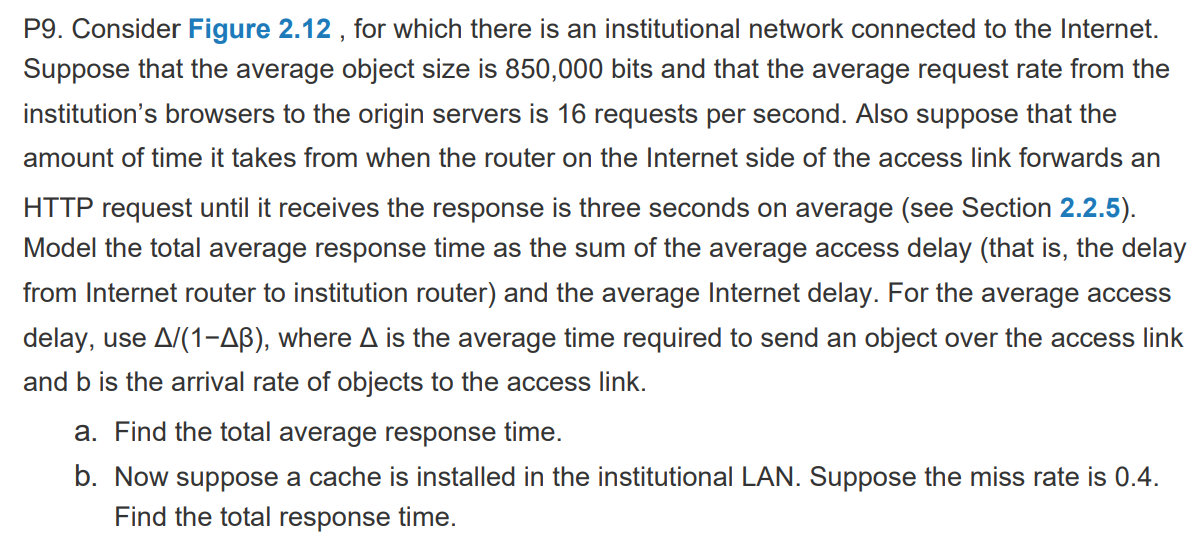 P9. Consider Figure 2.12 , for which there is an institutional network connected to the Internet.
Suppose that the average object size is 850,000 bits and that the average request rate from the
institution’s browsers to the origin servers is 16 requests per second. Also suppose that the
amount of time it takes from when the router on the Internet side of the access link forwards an
HTTP request until it receives the response is three seconds on average (see Section 2.2.5).
Model the total average response time as the sum of the average access delay (that is, the delay
from Internet router to institution router) and the average Internet delay. For the average access
delay, use Δ/(1−Δβ), where Δ is the average time required to send an object over the access link
and b is the arrival rate of objects to the access link.
a. Find the total average response time.
b. Now suppose a cache is installed in the institutional LAN. Suppose the miss rate is 0.4.
Find the total response time.